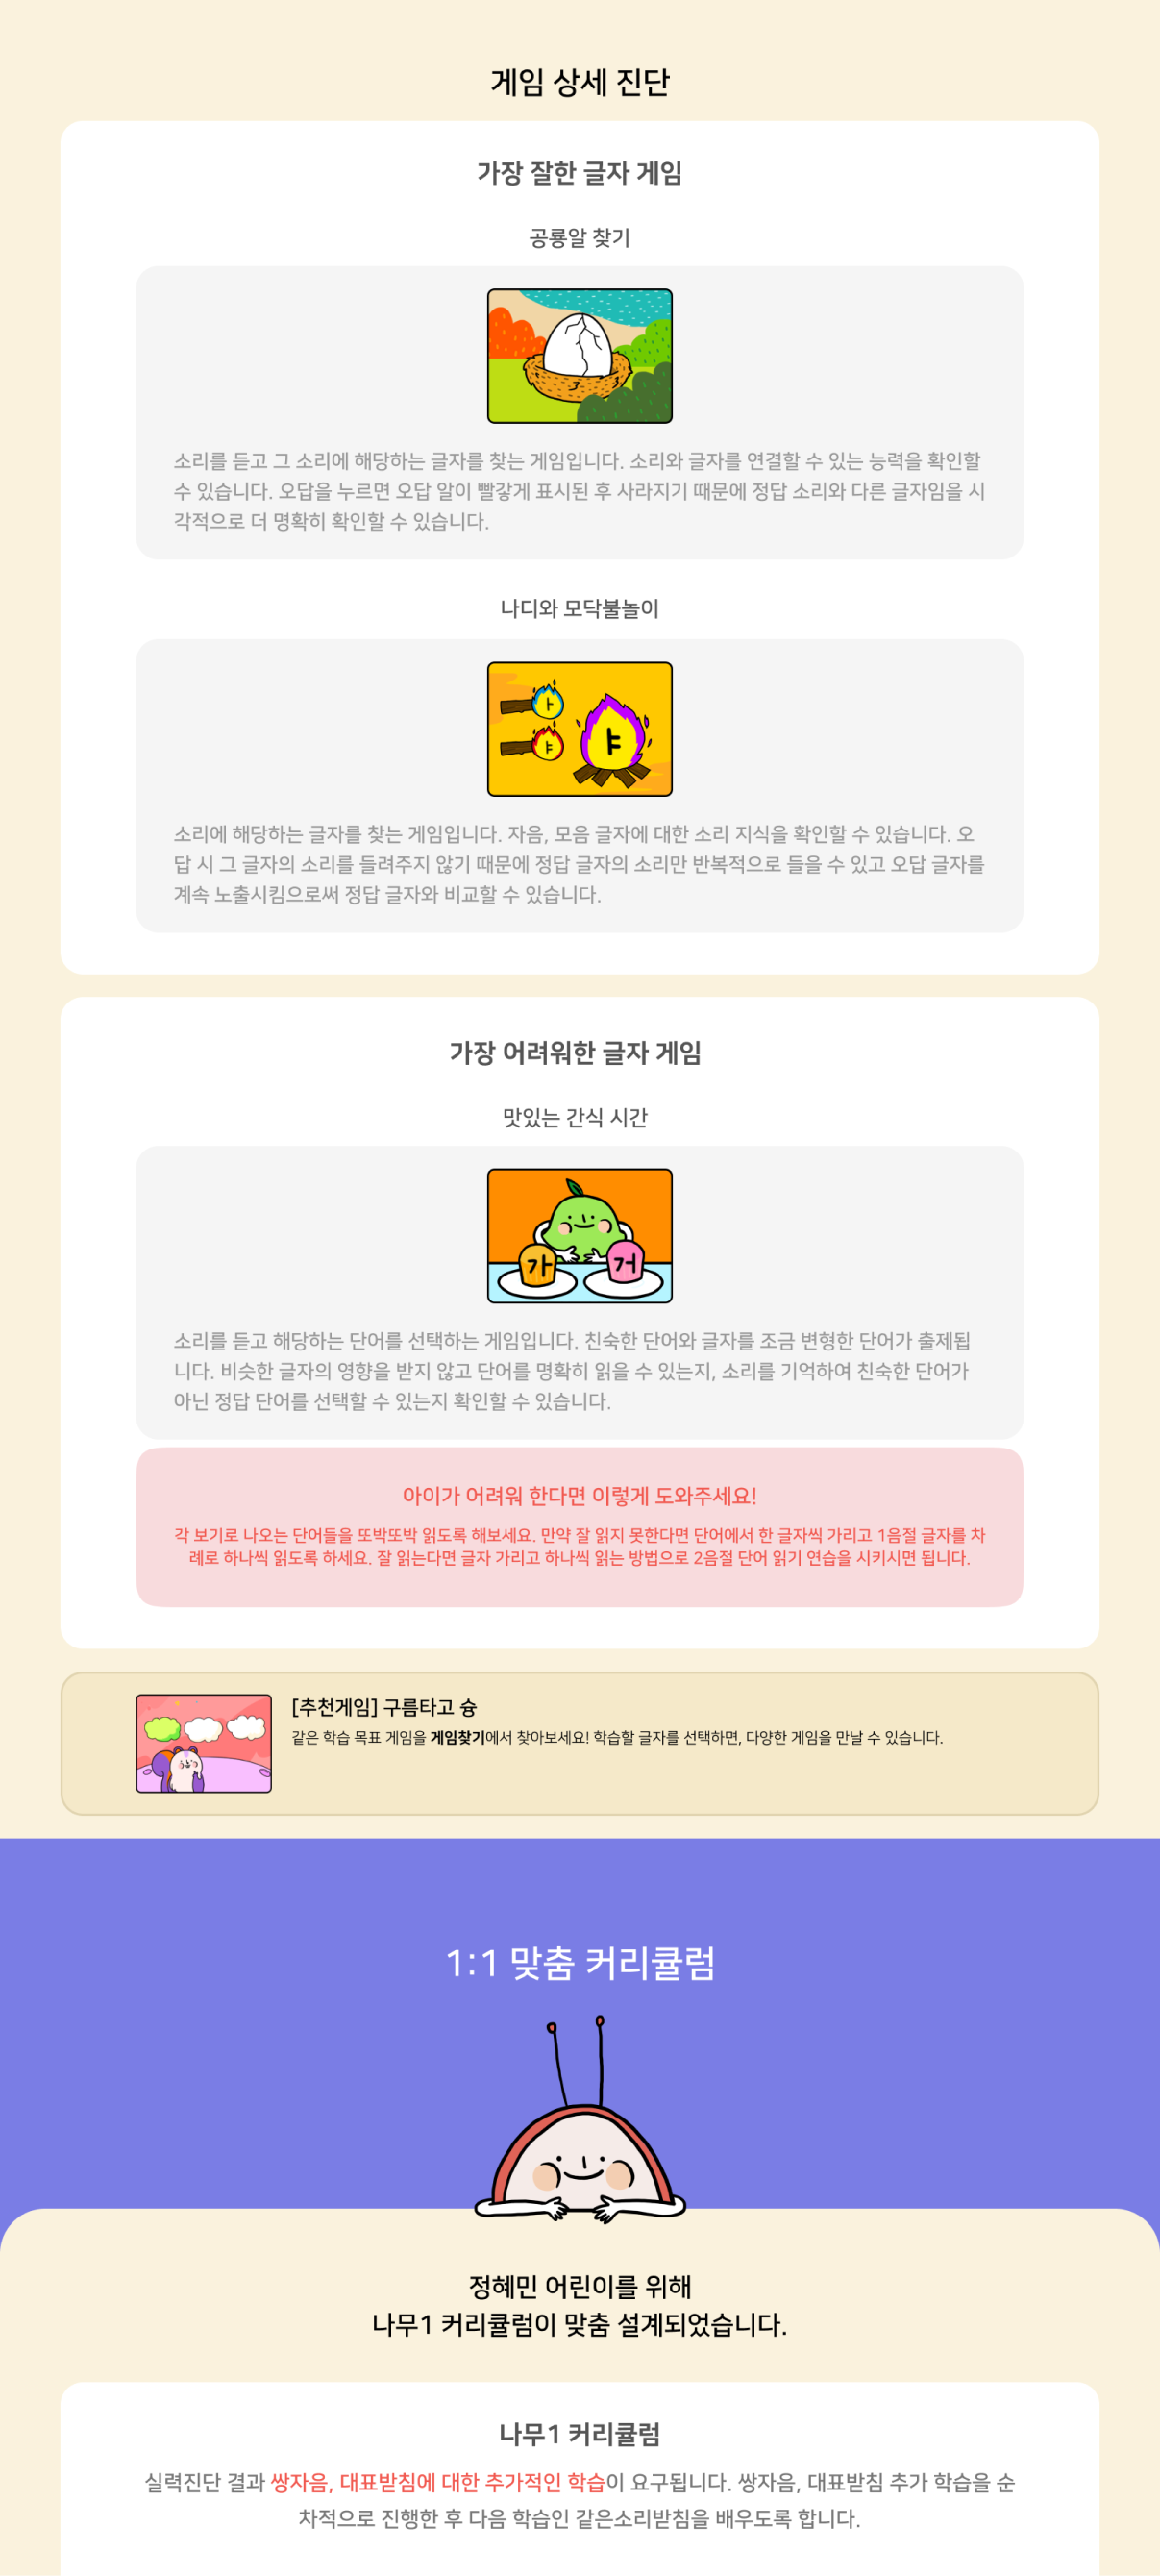 게임 상세 진단
가장 잘한 글자 게임
공룡알 찾기
소리를 듣고 그 소리에 해당하는 글자를 찾는 게임입니다. 소리와 글자를 연결할 수 있는 능력을 확인할
수 있습니다. 오답을 누르면 오답 알이 빨갛게 표시된 후 사라지기 때문에 정답 소리와 다른 글자임을 시
각적으로 더 명확히 확인할 수 있습니다.
나디와 모닥불놀이
ㅏ
ㅑ
ㅑ
소리에 해당하는 글자를 찾는 게임입니다. 자음, 모음 글자에 대한 소리 지식을 확인할 수 있습니다. 오
답 시 그 글자의 소리를 들려주지 않기 때문에 정답 글자의 소리만 반복적으로 들을 수 있고 오답 글자를
계속 노출시킴으로써 정답 글자와 비교할 수 있습니다.
가장 어려워한 글자 게임
맛있는 간식 시간
가 거
소리를 듣고 해당하는 단어를 선택하는 게임입니다. 친숙한 단어와 글자를 조금 변형한 단어가 출제됩
니다. 비슷한 글자의 영향을 받지 않고 단어를 명확히 읽을 수 있는지, 소리를 기억하여 친숙한 단어가
아닌 정답 단어를 선택할 수 있는지 확인할 수 있습니다.
아이가 어려워 한다면 이렇게 도와주세요!
각 보기로 나오는 단어들을 또박또박 읽도록 해보세요. 만약 잘 읽지 못한다면 단어에서 한 글자씩 가리고 1음절 글자를 차
례로 하나씩 읽도록 하세요. 잘 읽는다면 글자 가리고 하나씩 읽는 방법으로 2음절 단어 읽기 연습을 시키시면 됩니다.
[추천게임] 구름타고 슝
같은 학습 목표 게임을 게임찾기에서 찾아보세요! 학습할 글자를 선택하면, 다양한 게임을 만날 수 있습니다.
1:1 맞춤 커리큘럼
정혜민 어린이를 위해
나무1 커리큘럼이 맞춤 설계되었습니다.
나무1 커리큘럼
실력진단 결과 쌍자음, 대표받침에 대한 추가적인 학습이 요구됩니다. 쌍자음, 대표받침 추가 학습을 순
차적으로 진행한 후 다음 학습인 같은소리받침을 배우도록 합니다.